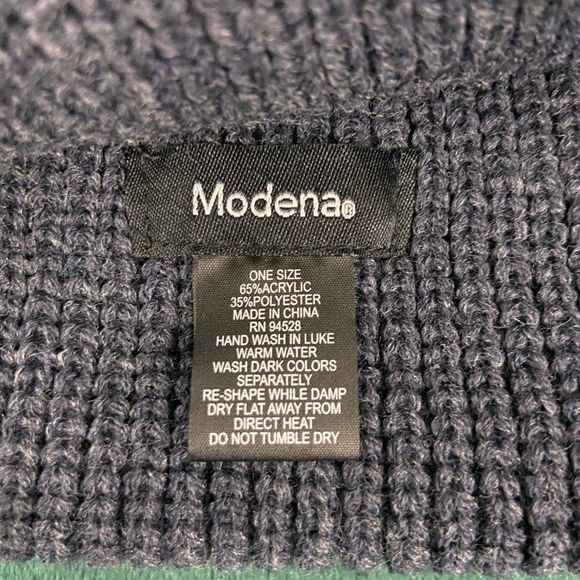 Modena®
ONE SIZE
65%ACRYLIC
35%POLYESTER
MADE IN CHINA
RN 94528
HAND WASH IN LUKE
WARM WATER
WASH DARK COLORS
SEPARATELY
RE-SHAPE WHILE DAMP
DRY FLAT AWAY FROM
DIRECT HEAT
DO NOT TUMBLE DRY